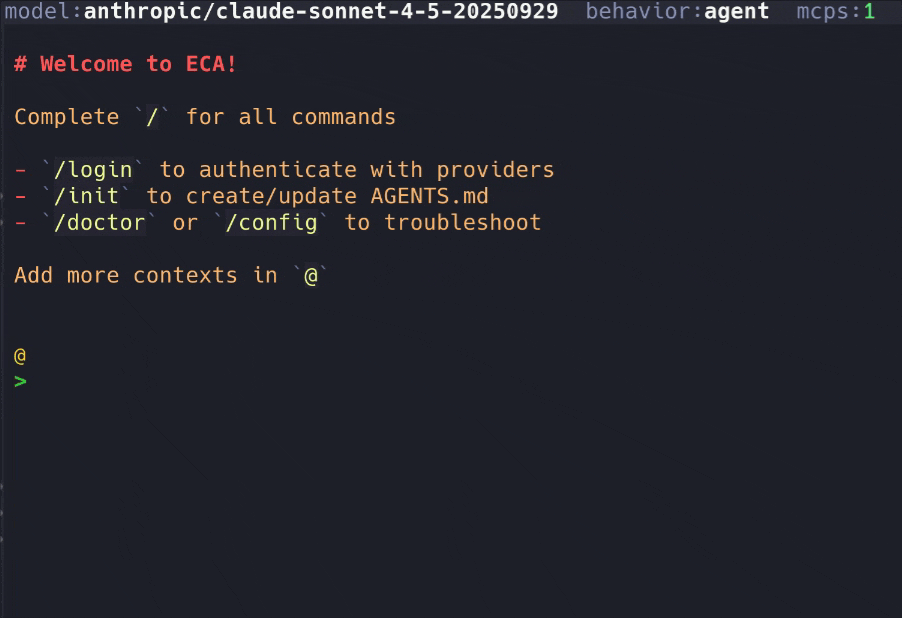 model:anthropic/claude-sonnet-4-5-20250929 behavior:agent mcps:1
# Welcome to ECA!
Complete `/` for all commands
- `/login` to authenticate with providers
- `/init` to create/update AGENTS.md
- `/doctor` or `/config` to troubleshoot
Add more contexts in `@`
@
>